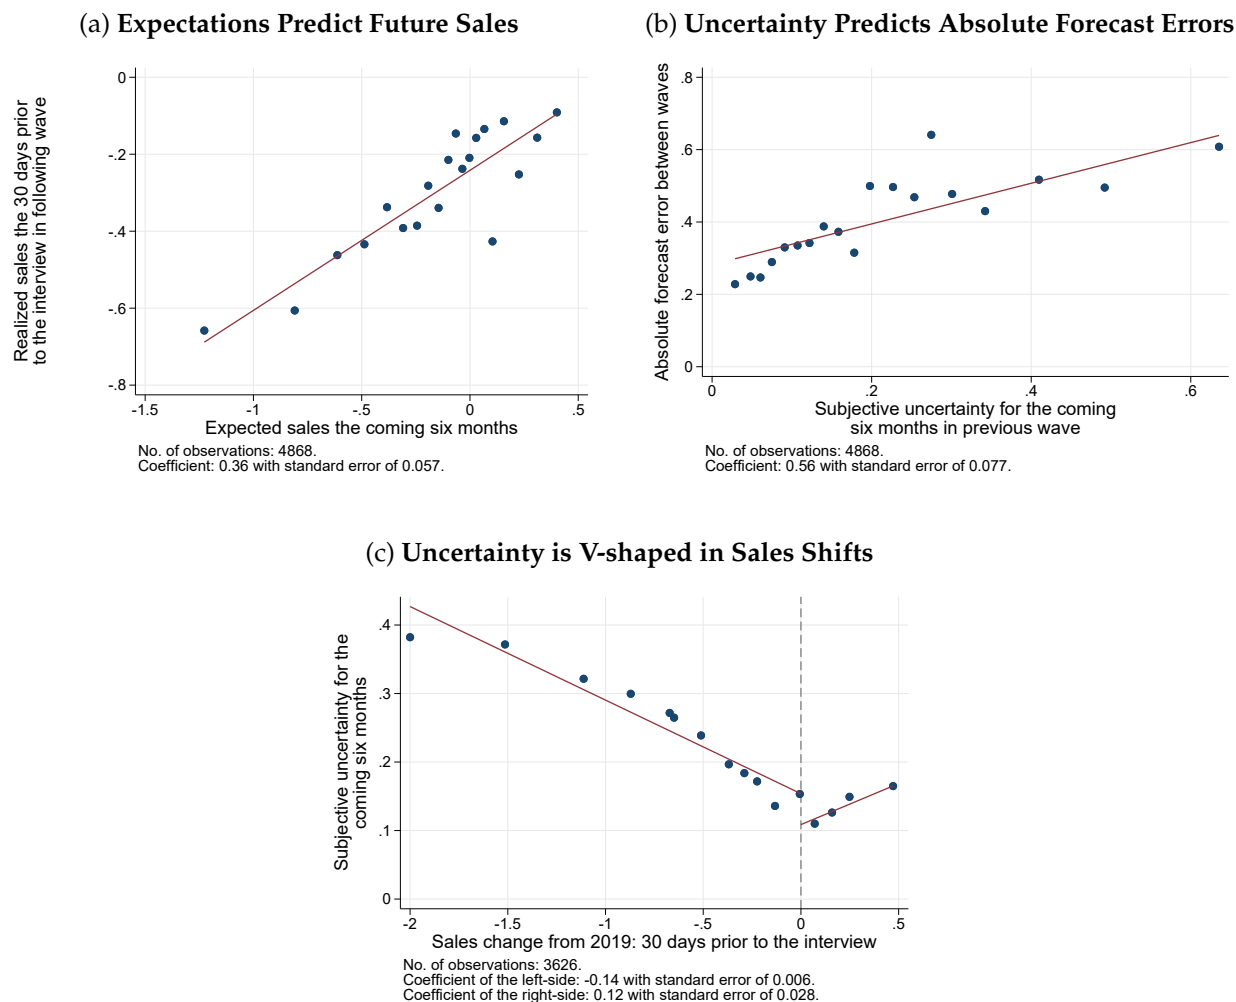 (a) Expectations Predict Future Sales
Realized sales the 30 days prior
to the interview in following wave
0
-.2
-.4
-.6
-.8
-1.5
-1
-.5
0
.5
Expected sales the coming six months
No. of observations: 4868.
Coefficient: 0.36 with standard error of 0.057.
(b) Uncertainty Predicts Absolute Forecast Errors
Absolute forecast error between waves
.8
.6
.4
.2
0
0
.2
.4
.6
Subjective uncertainty for the coming
six months in previous wave
No. of observations: 4868.
Coefficient: 0.56 with standard error of 0.077.
(c) Uncertainty is V-shaped in Sales Shifts
Subjective uncertainty for the
coming six months
.4
.3
.2
.1
0
-2
-1.5
-1
-.5
0
.5
Sales change from 2019: 30 days prior to the interview
No. of observations: 3626.
Coefficient of the left-side: -0.14 with standard error of 0.006.
Coefficient of the right-side: 0.12 with standard error of 0.028.